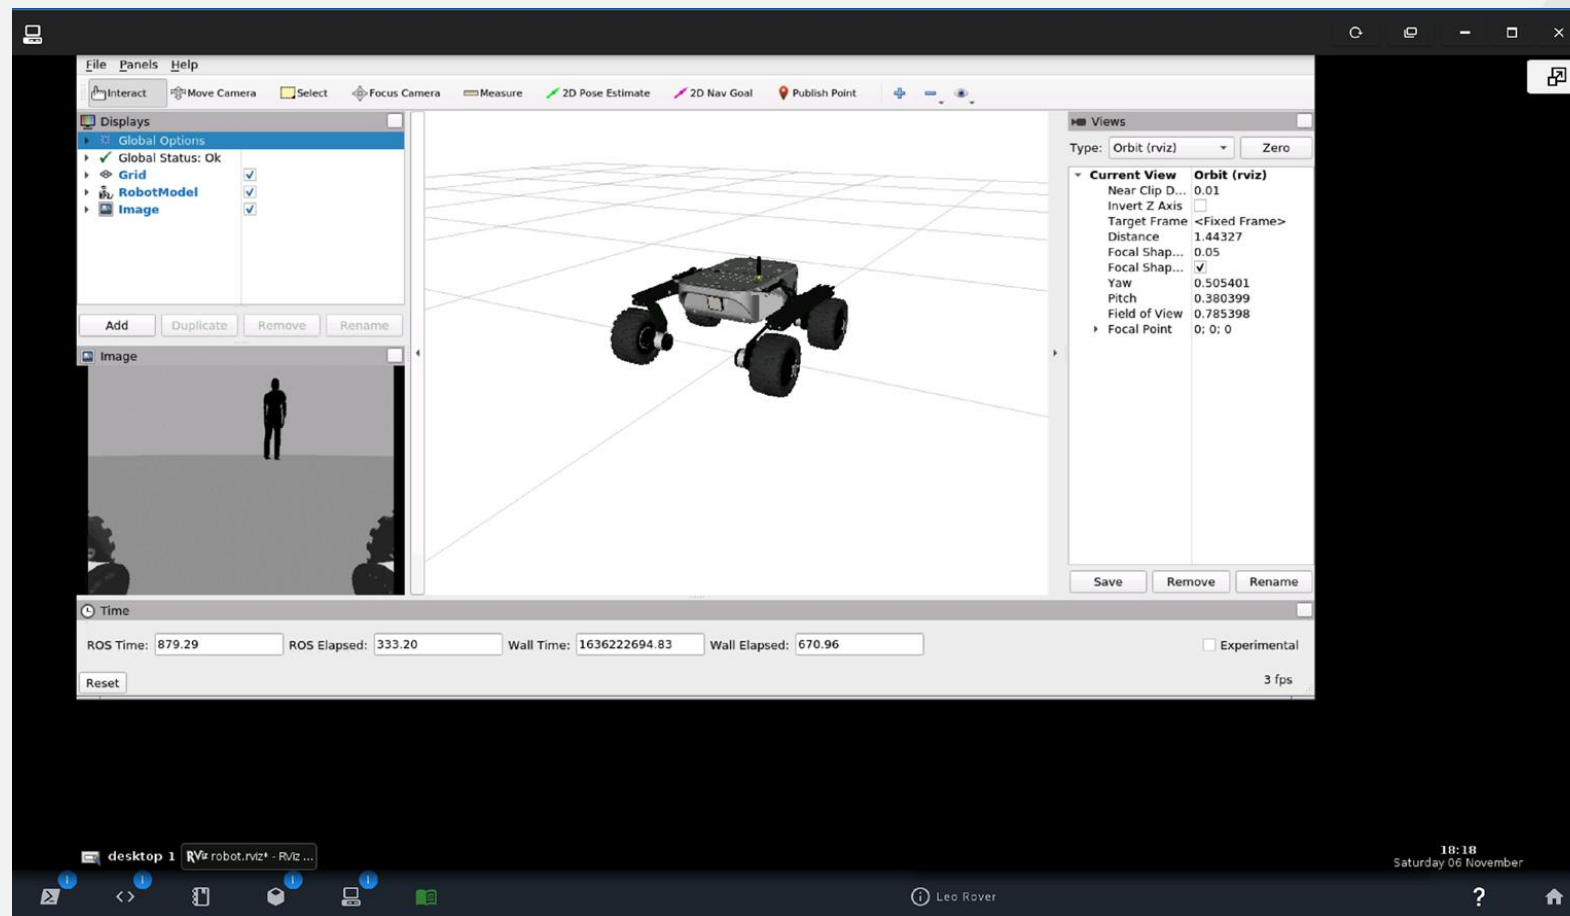 File Panels Help
Interact Move Camera Select Focus Camera Measure 2D Pose Estimate 2D Nav Goal Publish Point
Displays
Global Options
Global Status: Ok
Grid
RobotModel
Image
Add Duplicate Remove Rename
Image
Views
Type: Orbit (rviz) Zero
Current View Orbit (rviz)
Near Clip D... 0.01
Invert Z Axis
Target Frame <Fixed Frame>
Distance 1.44327
Focal Shap... 0.05
Focal Shap...
Yaw 0.505401
Pitch 0.380399
Field of View 0.785398
Focal Point 0; 0; 0
Save Remove Rename
Time
ROS Time: 879.29 ROS Elapsed: 333.20 Wall Time: 1636222694.83 Wall Elapsed: 670.96 Experimental
Reset 3 fps
desktop 1 RViz robot.rviz* - RViz ...
18:18
Saturday 06 November
Leo Rover